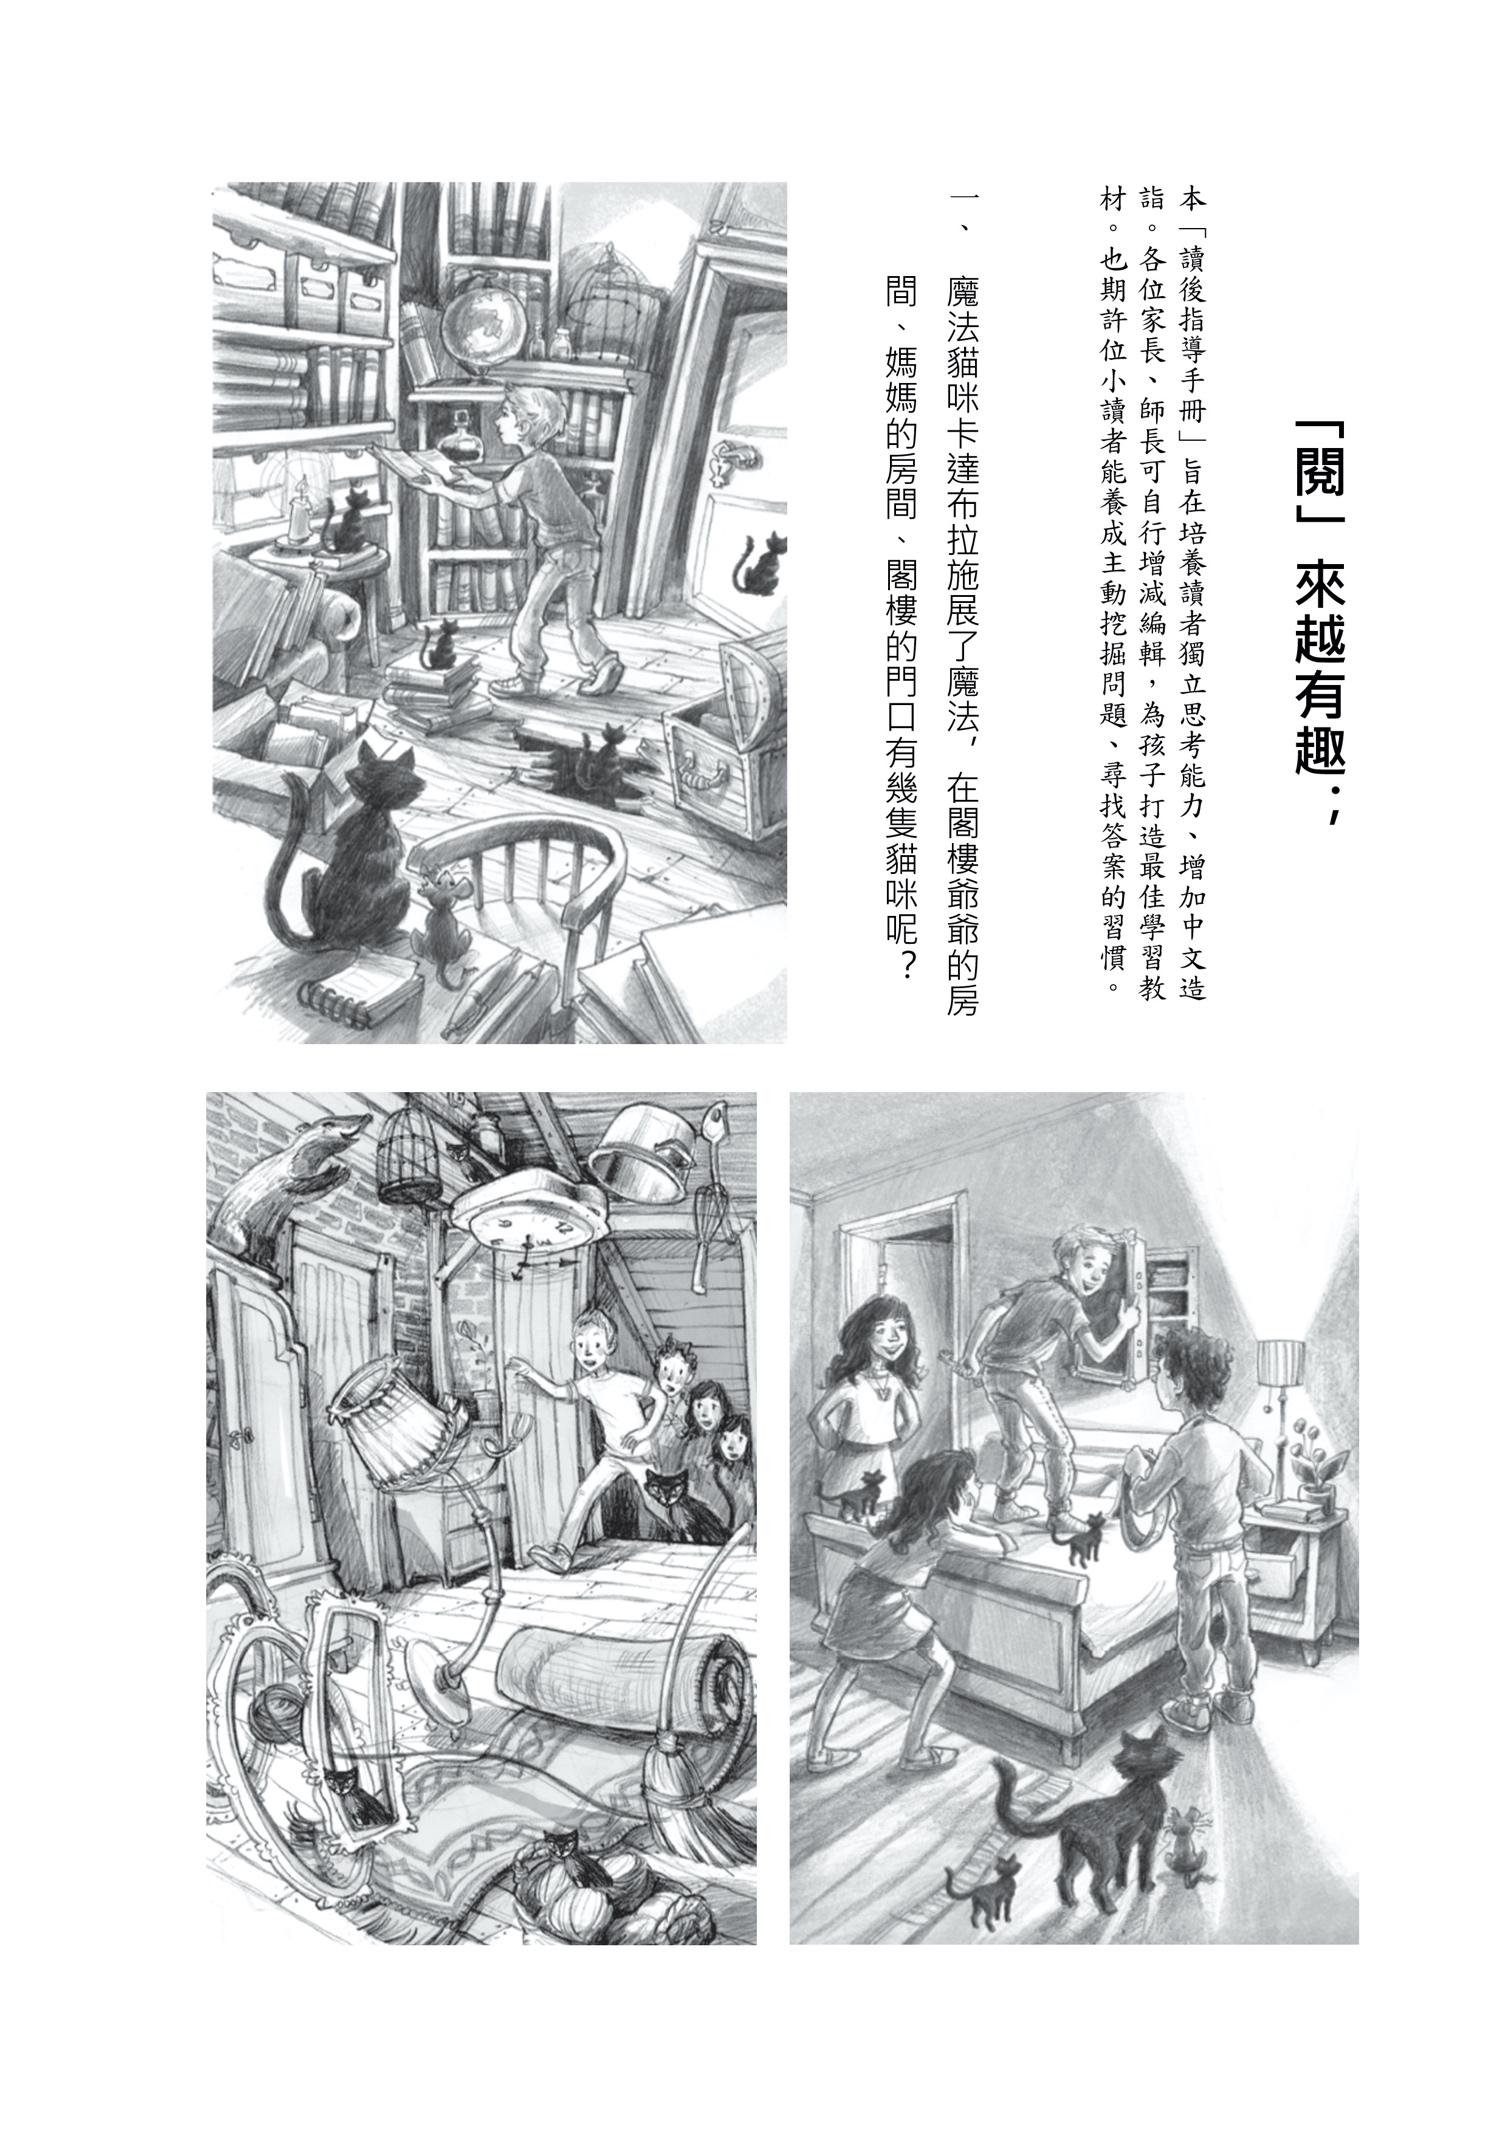 「閱」來越有趣；
本「讀後指導手冊」旨在培養讀者獨立思考能力、增加中文造
詣。各位家長、師長可自行增減編輯，為孩子打造最佳學習教
材。也期許位小讀者能養成主動挖掘問題、尋找答案的習慣。
一、 魔法貓咪卡達布拉施展了魔法，在閣樓爺爺的房
間、媽媽的房間、閣樓的門口有幾隻貓咪呢？